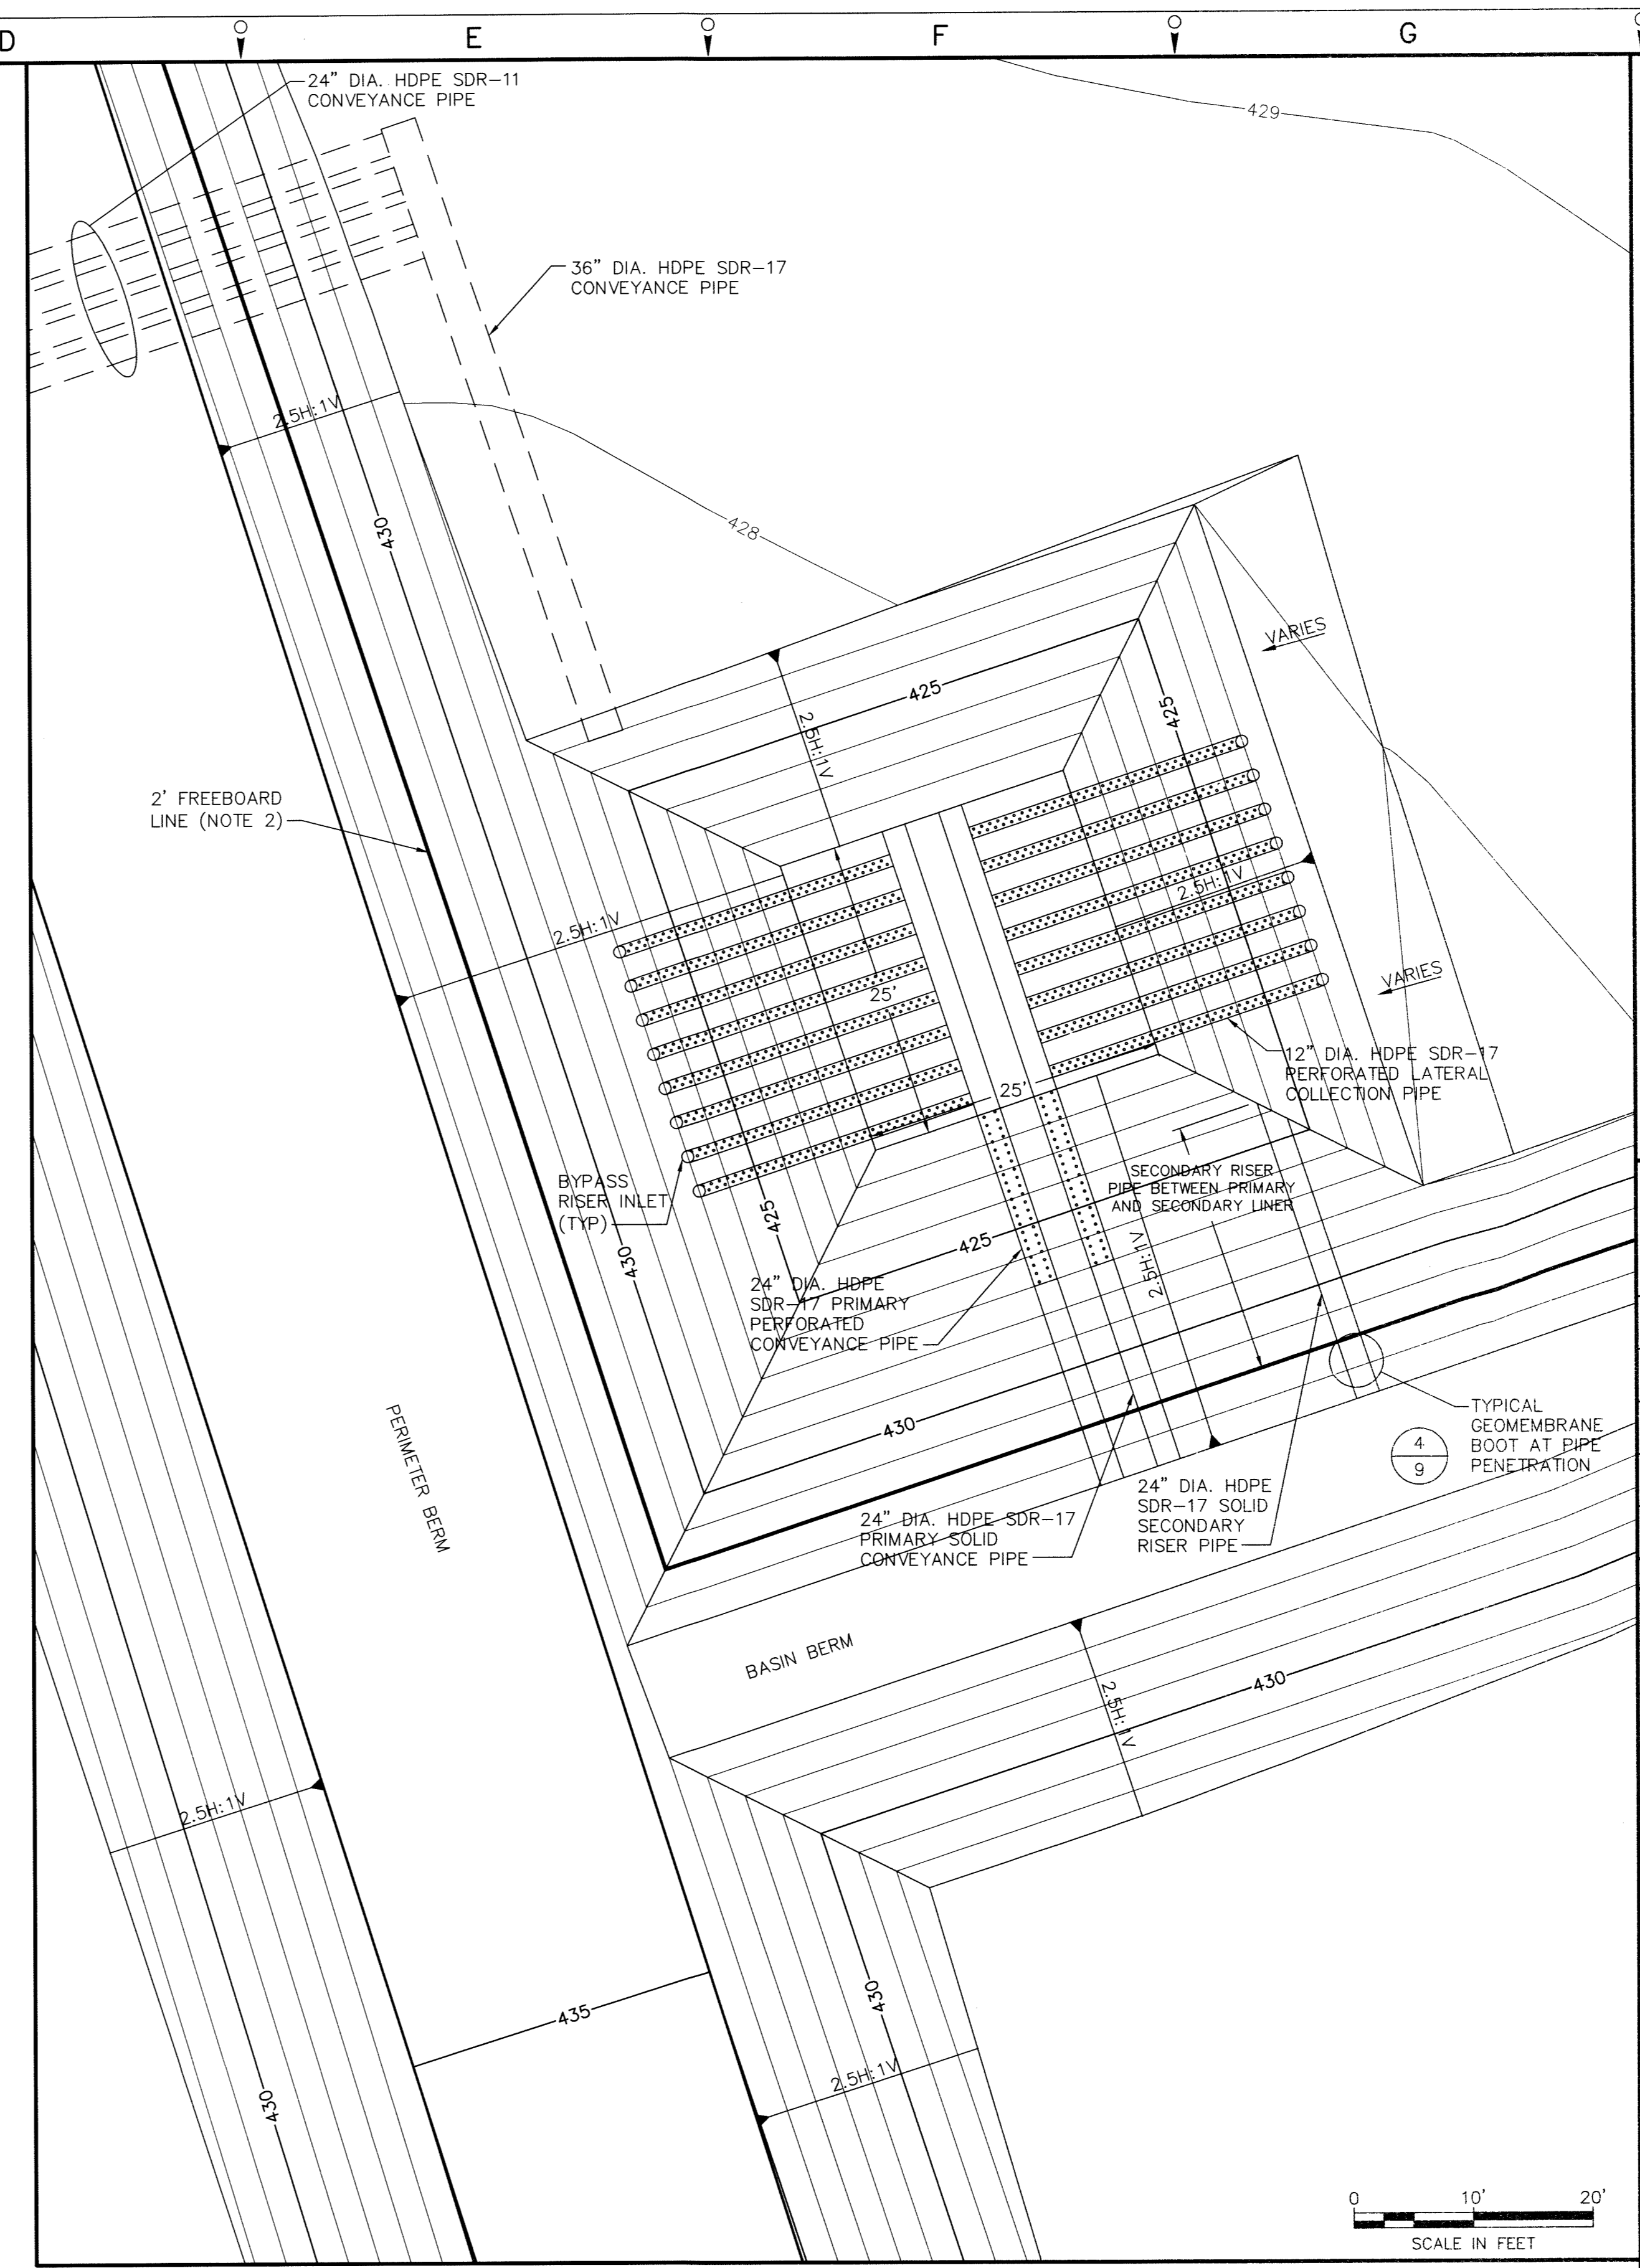 D
E
F
G
24" DIA. HDPE SDR-11
CONVEYANCE PIPE
429
36" DIA. HDPE SDR-17
CONVEYANCE PIPE
2.5H:1V
430
428
VARIES
425
425
2.5H:1V
2' FREEBOARD
LINE (NOTE 2)
2.5H:1V
2.5H:1V
25'
VARIES
12" DIA. HDPE SDR-17
PERFORATED LATERAL
COLLECTION PIPE
25'
BYPASS
RISER INLET
(TYP)
SECONDARY RISER
PIPE BETWEEN PRIMARY
AND SECONDARY LINER
425
425
430
2.5H:1V
24" DIA. HDPE
SDR-17 PRIMARY
PERFORATED
CONVEYANCE PIPE
430
PERIMETER BERM
TYPICAL
GEOMEMBRANE
BOOT AT PIPE
PENETRATION
4
9
24" DIA. HDPE
SDR-17 SOLID
SECONDARY
RISER PIPE
24" DIA. HDPE SDR-17
PRIMARY SOLID
CONVEYANCE PIPE
BASIN BERM
430
2.5H:1V
2.5H:1V
435
430
2.5H:1V
430
0 10' 20'
SCALE IN FEET